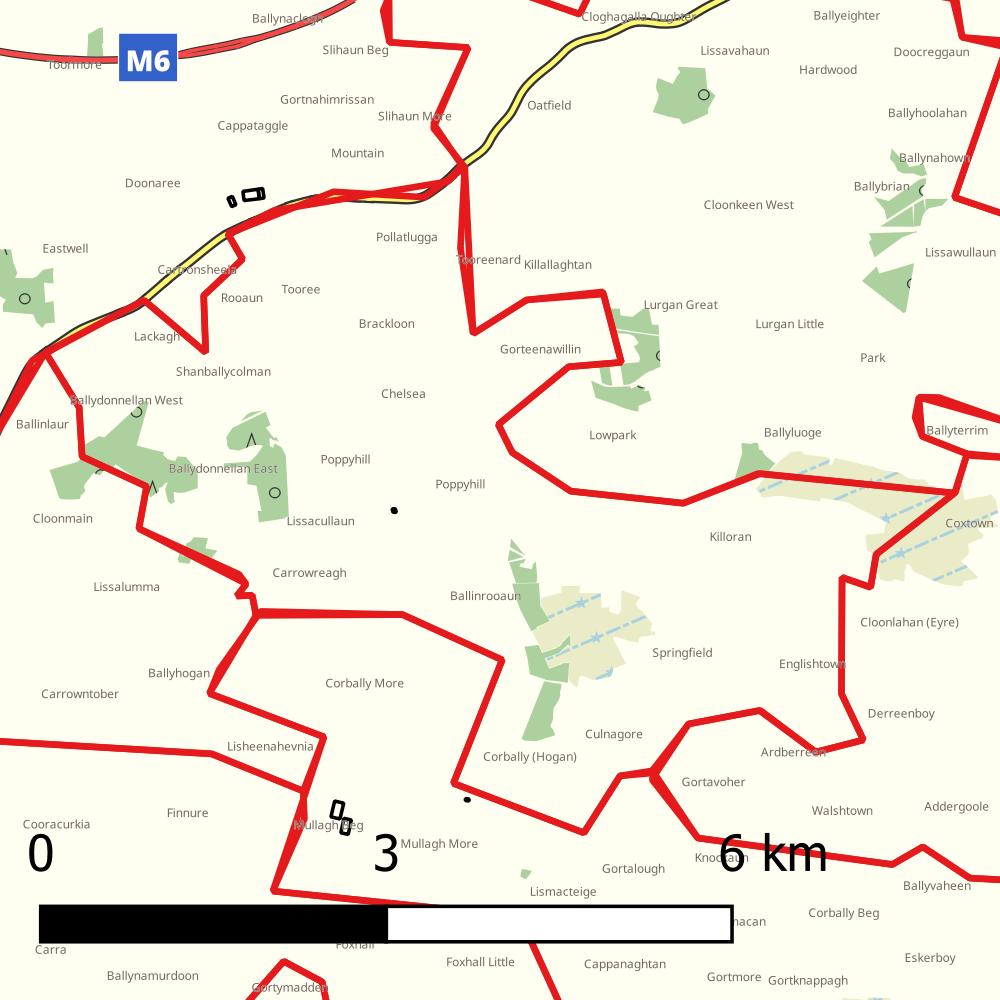 Ballynaclogh
Cloghagalla Oughter
Ballyeighter
Slihaun Beg
Lissavahaun
Doocreggaun
M6
Toormore
Hardwood
Gortnahimrissan
Oatfield
Slihaun More
Ballyhoolahan
Cappataggle
Mountain
Ballynahown
Doonaree
Ballybrian
Cloonkeen West
Pollatlugga
Eastwell
Lissawullaun
Tooreenard
Killallaghtan
Cartronsheela
Tooree
Rooaun
Lurgan Great
Brackloon
Lurgan Little
Lackagh
Gorteenawillin
Park
Shanballycolman
Chelsea
Ballydonnellan West
Ballinlaur
Lowpark
Ballyluoge
Ballyterrim
Poppyhill
Ballydonnellan East
Poppyhill
Cloonmain
Lissacullaun
Coxtown
Killoran
Carrowreagh
Lissalumma
Ballinrooaun
Cloonlahan (Eyre)
Springfield
Englishtown
Ballyhogan
Corbally More
Carrowntober
Derreenboy
Culnagore
Lisheenahevnia
Ardberreen
Corbally (Hogan)
Gortavoher
Addergoole
Finnure
Walshtown
Cooracurkia
Mullagh Beg
Mullagh More
0
3
6 km
Knockaun
Gortalough
Ballyvaheen
Lismacteige
Corbally Beg
Carra
Foxhall
Foxhall Little
Cappanaghtan
Eskerboy
Ballynamurdoon
Gortmore
Gortknappagh
Gortymadden